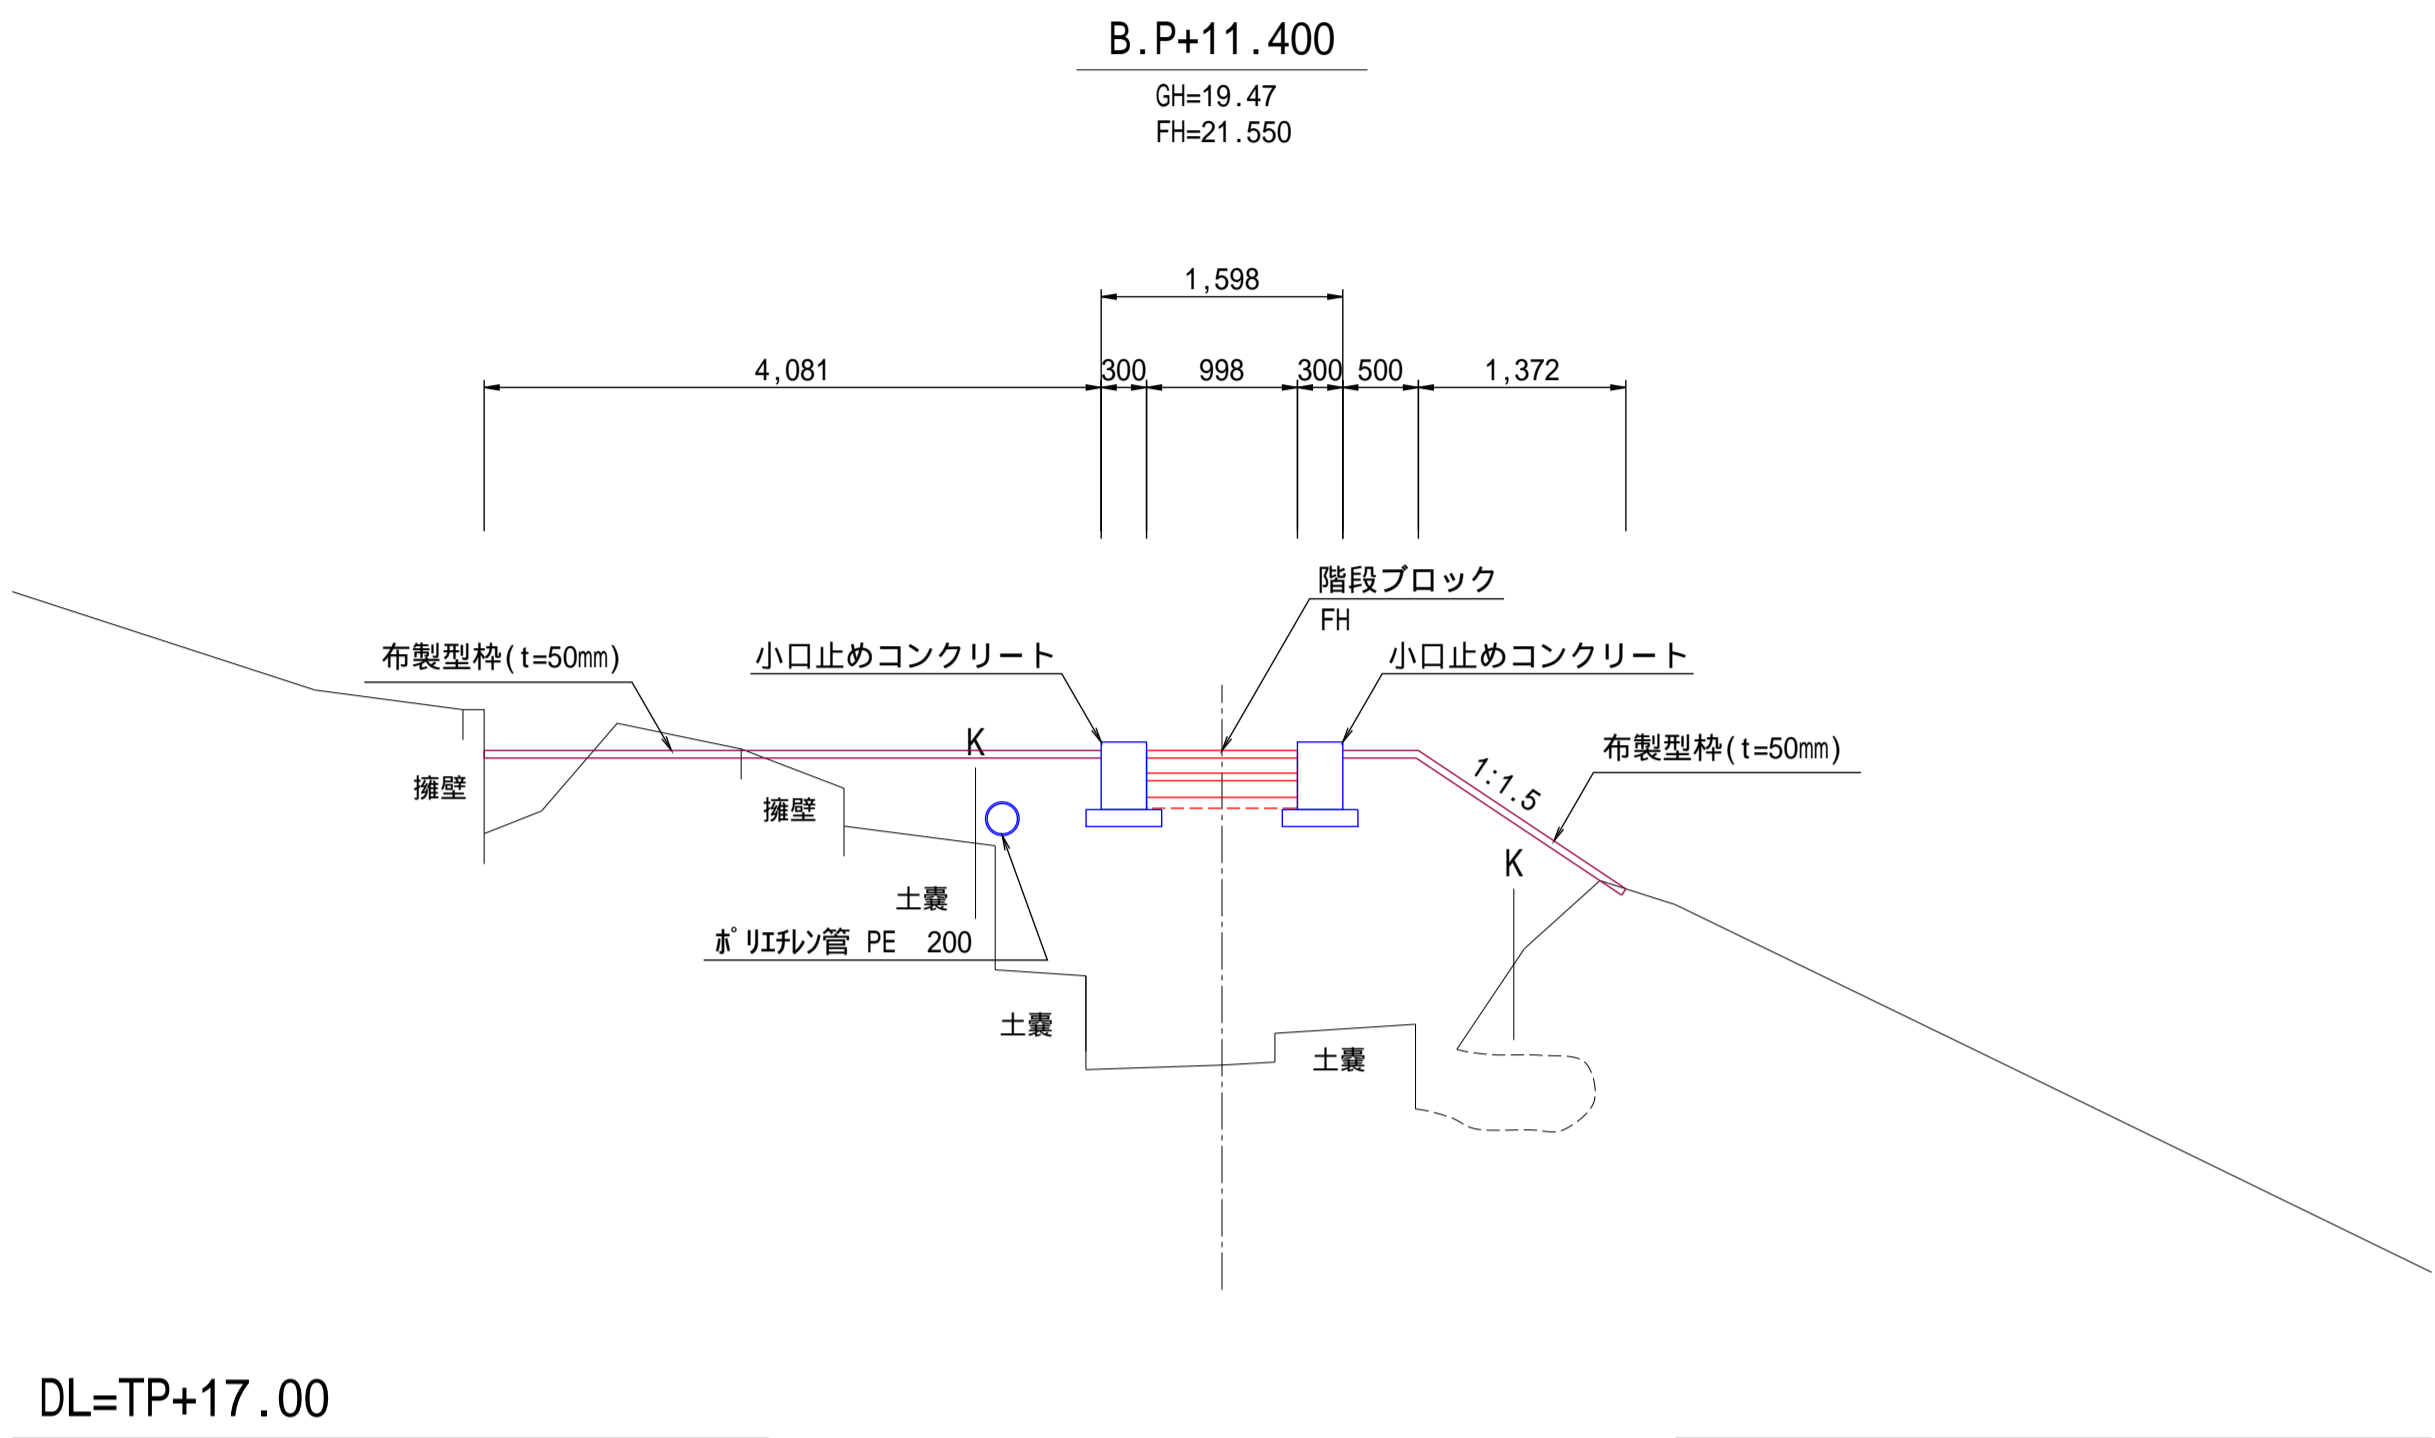 B.P+11.400
GH=19.47
FH=21.550
1,598
4,081
300
998
300
500
1,372
階段ブロック
FH
布製型枠(t=50mm)
小口止めコンクリート
小口止めコンクリート
K
布製型枠(t=50mm)
1:1.5
擁壁
擁壁
K
土嚢
ﾎﾟﾘｴﾁﾚﾝ管 PE 200
土嚢
土嚢
DL=TP+17.00